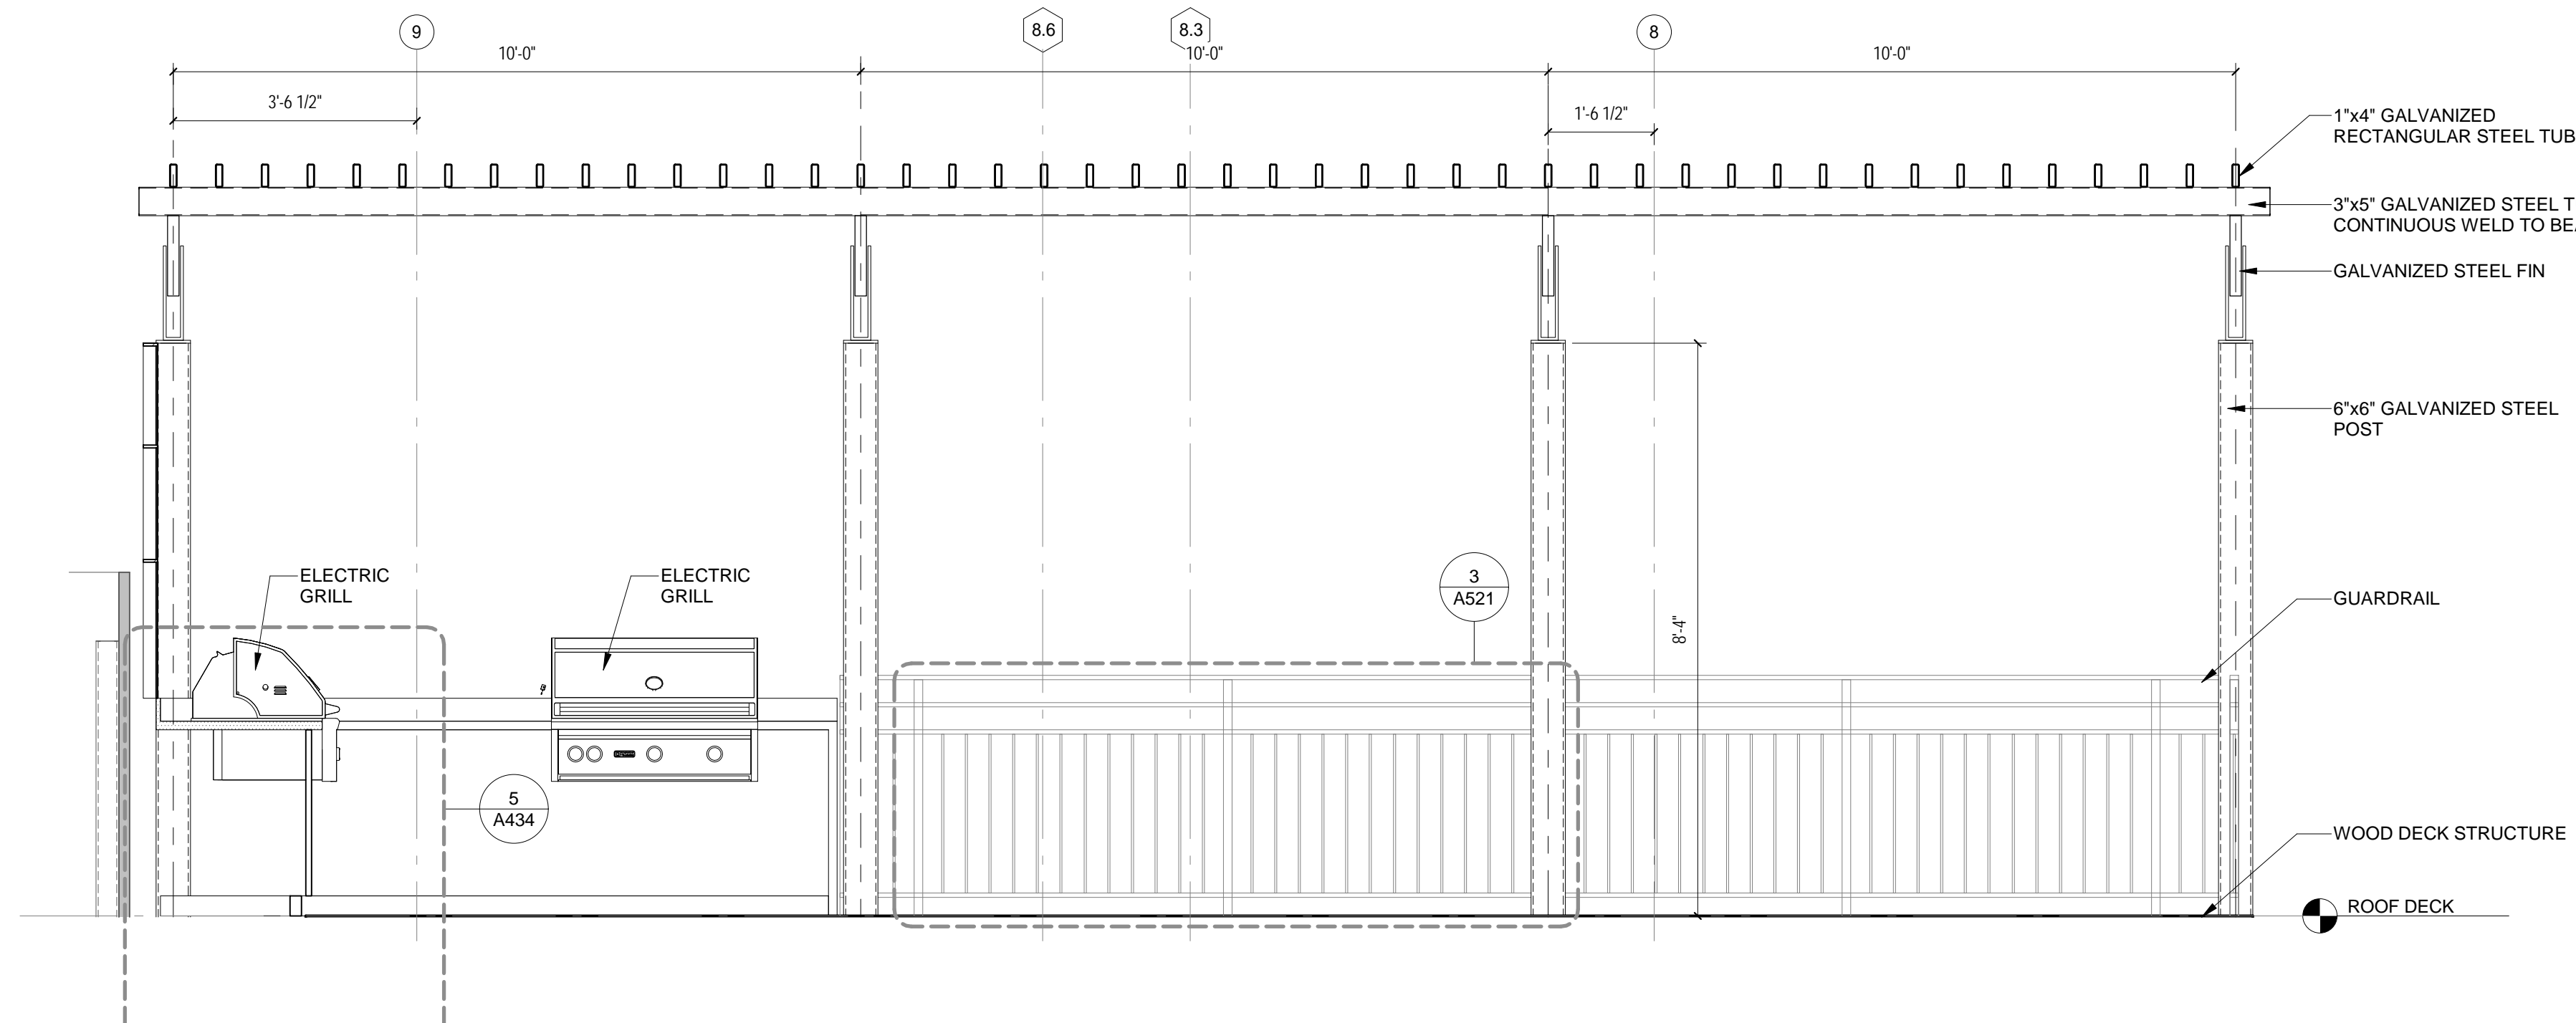 9
8.6
8.3
8
10'-0"
10'-0"
10'-0"
3'-6 1/2"
1'-6 1/2"
1"x4" GALVANIZED
RECTANGULAR STEEL TUB
3"x5" GALVANIZED STEEL T
CONTINUOUS WELD TO BE
GALVANIZED STEEL FIN
6"x6" GALVANIZED STEEL
POST
ELECTRIC
GRILL
ELECTRIC
GRILL
3
A521
8'-4"
GUARDRAIL
5
A434
WOOD DECK STRUCTURE
ROOF DECK